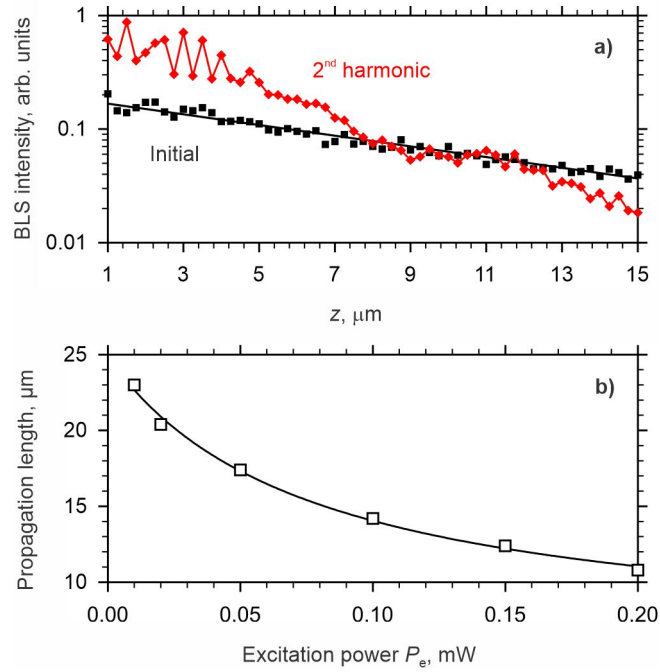 1
0.1
0.01
BLS intensity, arb. units
a)
2nd harmonic
Initial
1 3 5 7 9 11 13 15
z, μm
25
20
15
10
Propagation length, μm
b)
0.00 0.05 0.10 0.15 0.20
Excitation power Pe, mW